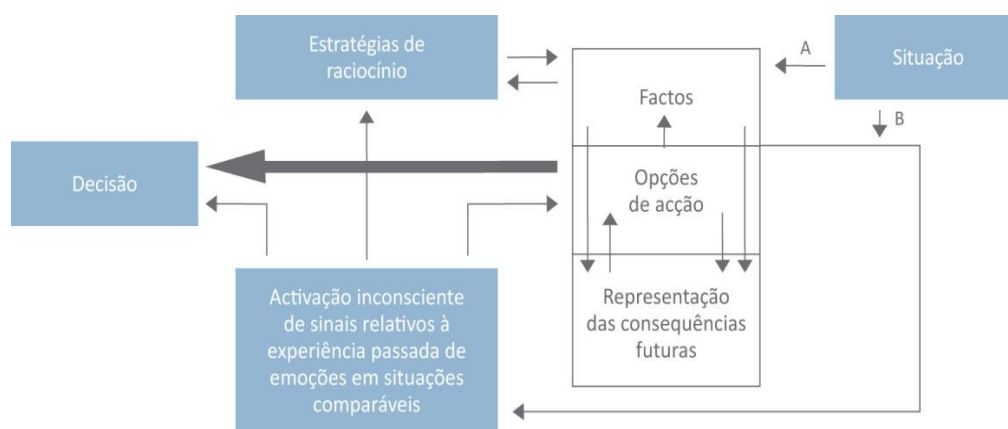 Estratégias de
raciocínio
A
Situação
Factos
B
Decisão
Opções
de acção
Activação inconsciente
de sinais relativos à
experiência passada de
emoções em situações
comparáveis
Representação
das consequências
futuras